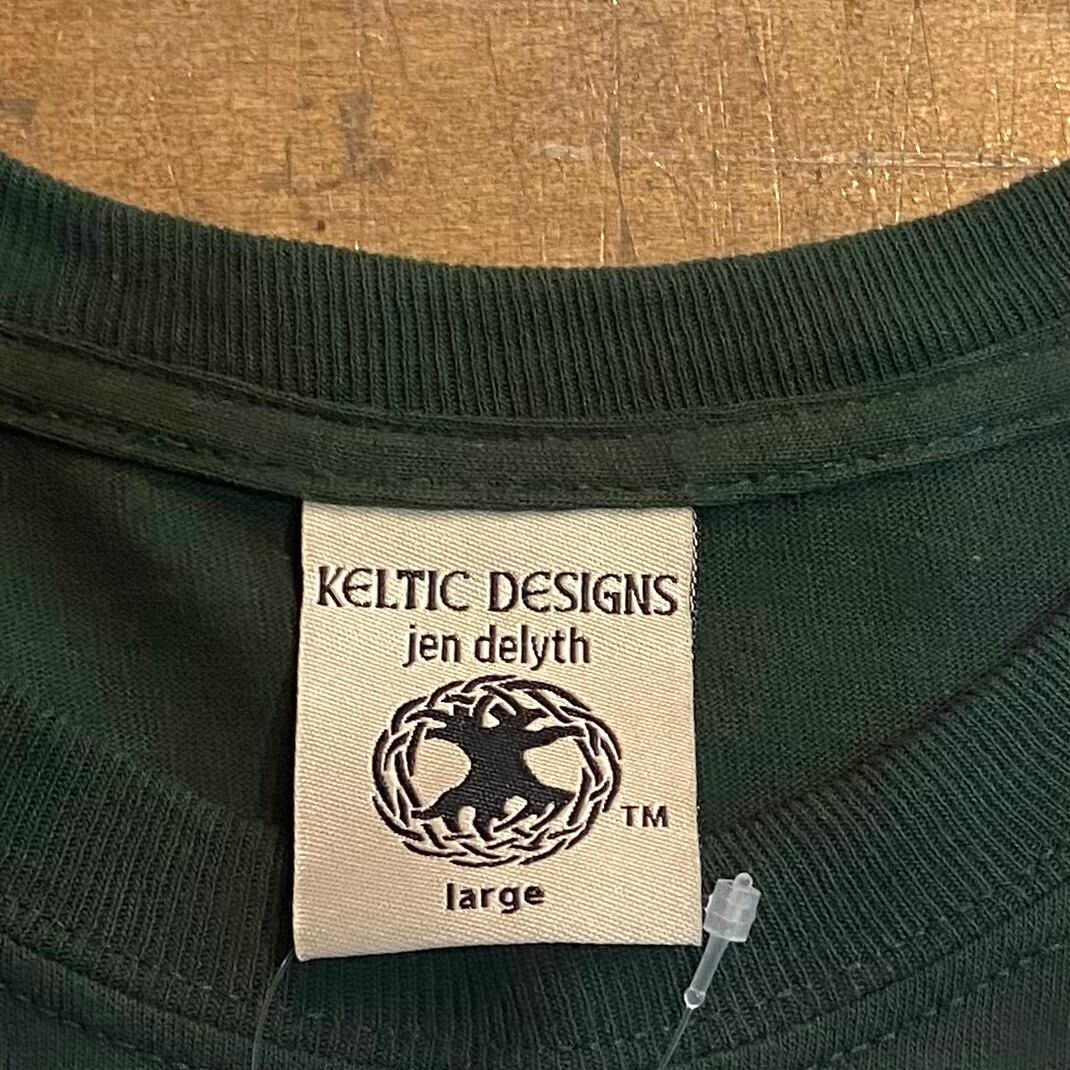 KELTIC DESIGNS
jen delyth
TM
large